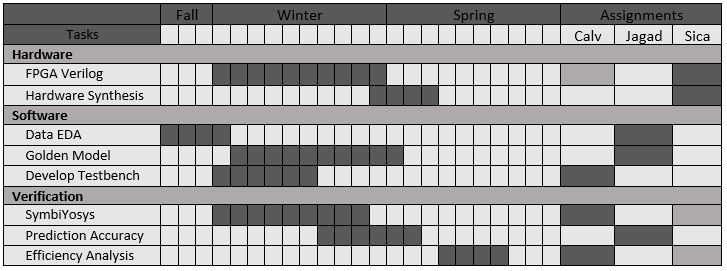 Fall Winter Spring Assignments
Tasks Calv Jagad Sica
Hardware
FPGA Verilog
Hardware Synthesis
Software
Data EDA
Golden Model
Develop Testbench
Verification
SymbiYosys
Prediction Accuracy
Efficiency Analysis